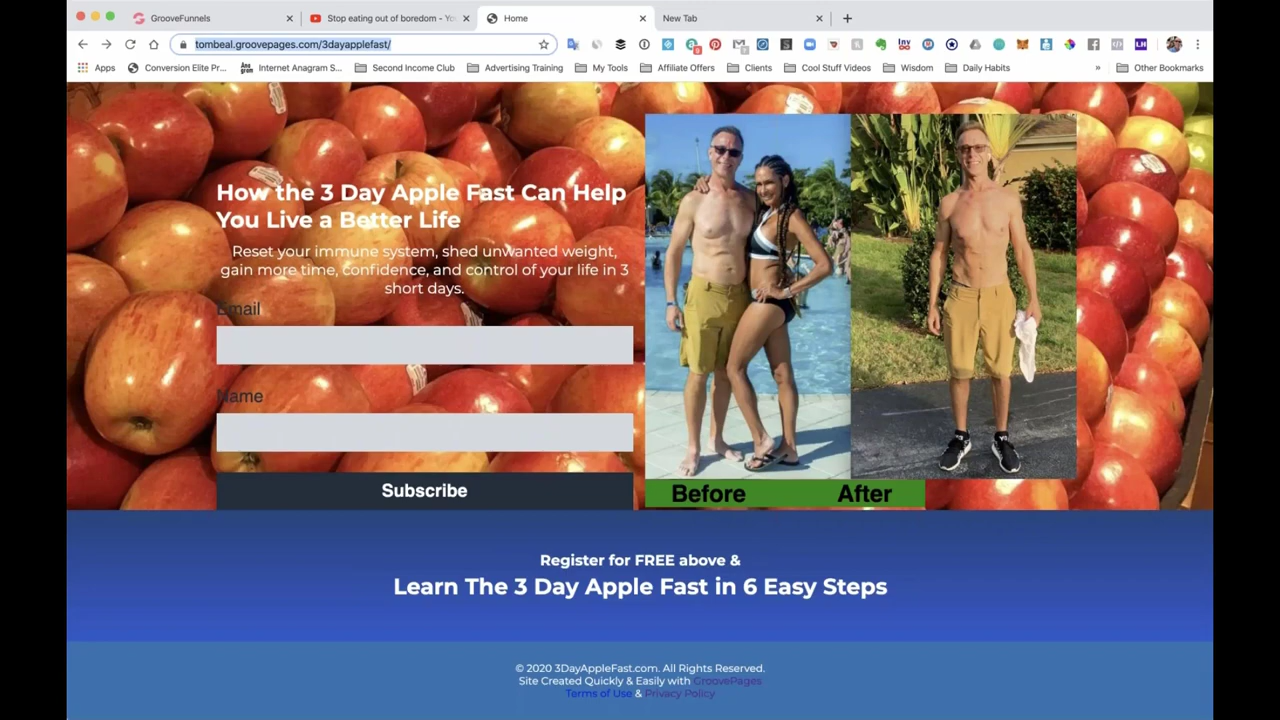 GrooveFunnels
Stop eating out of boredom - Yo
Home
New Tab
tombeal.groovepages.com/3dayapplefast/
Apps
Conversion Elite Pr...
Internet Anagram S...
Second Income Club
Advertising Training
My Tools
Affiliate Offers
Clients
Cool Stuff Videos
Wisdom
Daily Habits
»
Other Bookmarks
How the 3 Day Apple Fast Can Help
You Live a Better Life
Reset your immune system, shed unwanted weight,
gain more time, confidence, and control of your life in 3
short days.
Email
Name
Subscribe
Before
After
Register for FREE above &
Learn The 3 Day Apple Fast in 6 Easy Steps
© 2020 3DayAppleFast.com. All Rights Reserved.
Site Created Quickly & Easily with GroovePages
Terms of Use & Privacy Policy